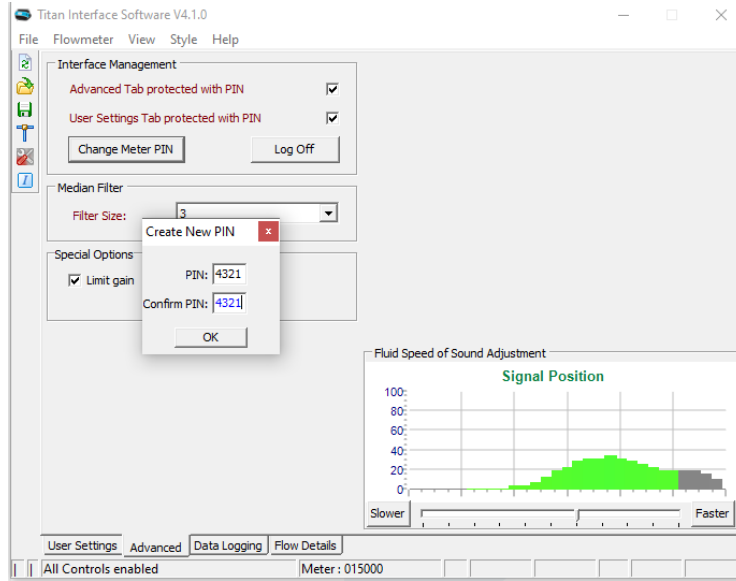 Titan Interface Software V4.1.0
File Flowmeter View Style Help
Interface Management
Advanced Tab protected with PIN
User Settings Tab protected with PIN
Change Meter PIN Log Off
Median Filter
Filter Size: 3
Create New PIN x
Special Options
Limit gain
PIN: 4321
Confirm PIN: 4321
OK
Fluid Speed of Sound Adjustment
Signal Position
100
80
60
40
20
0
Slower Faster
User Settings Advanced Data Logging Flow Details
All Controls enabled Meter : 015000